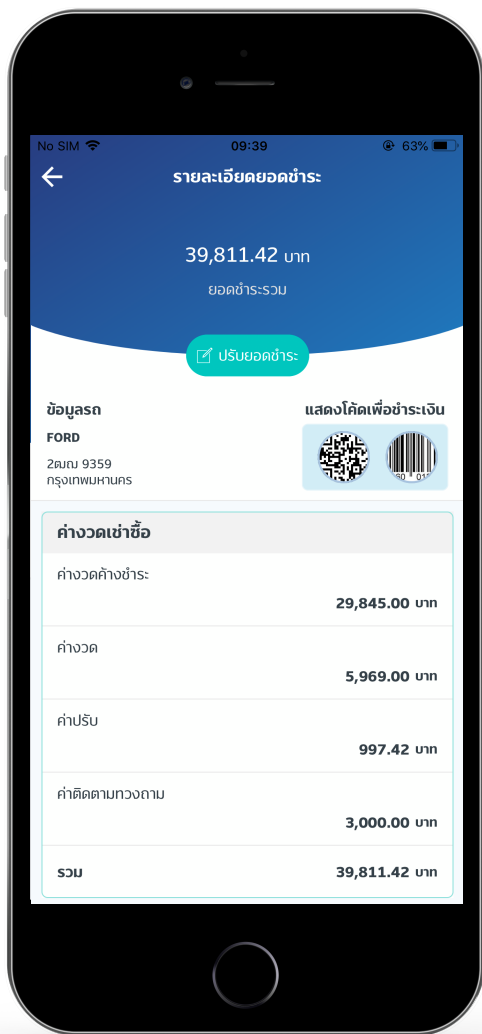 No SIM 09:39 63%
รายละเอียดยอดชำระ
39,811.42 บาท
ยอดชำระรวม
ปรับยอดชำระ
ข้อมูลรถ
แสดงโค้ดเพื่อชำระเงิน
FORD
2ฒณ 9359
กรุงเทพมหานคร
ค่างวดเช่าซื้อ
ค่างวดค้างชำระ
29,845.00 บาท
ค่างวด
5,969.00 บาท
ค่าปรับ
997.42 บาท
ค่าติดตามทวงถาม
3,000.00 บาท
รวม 39,811.42 บาท